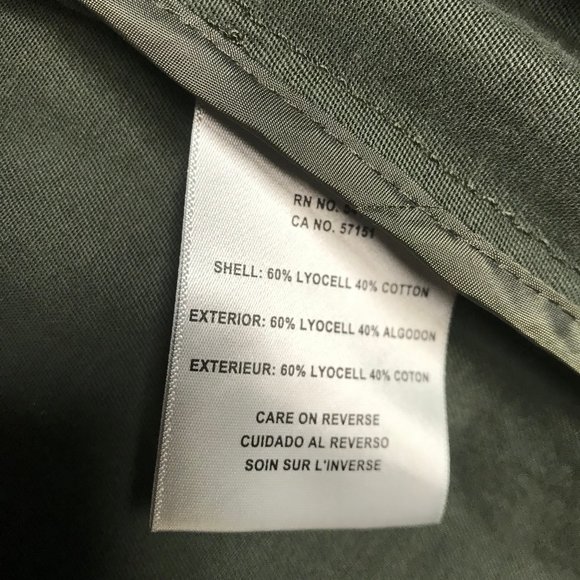 RN NO.
CA NO. 57151
SHELL: 60% LYOCELL 40% COTTON
EXTERIOR: 60% LYOCELL 40% ALGODON
EXTERIEUR: 60% LYOCELL 40% COTON
CARE ON REVERSE
CUIDADO AL REVERSO
SOIN SUR L'INVERSE